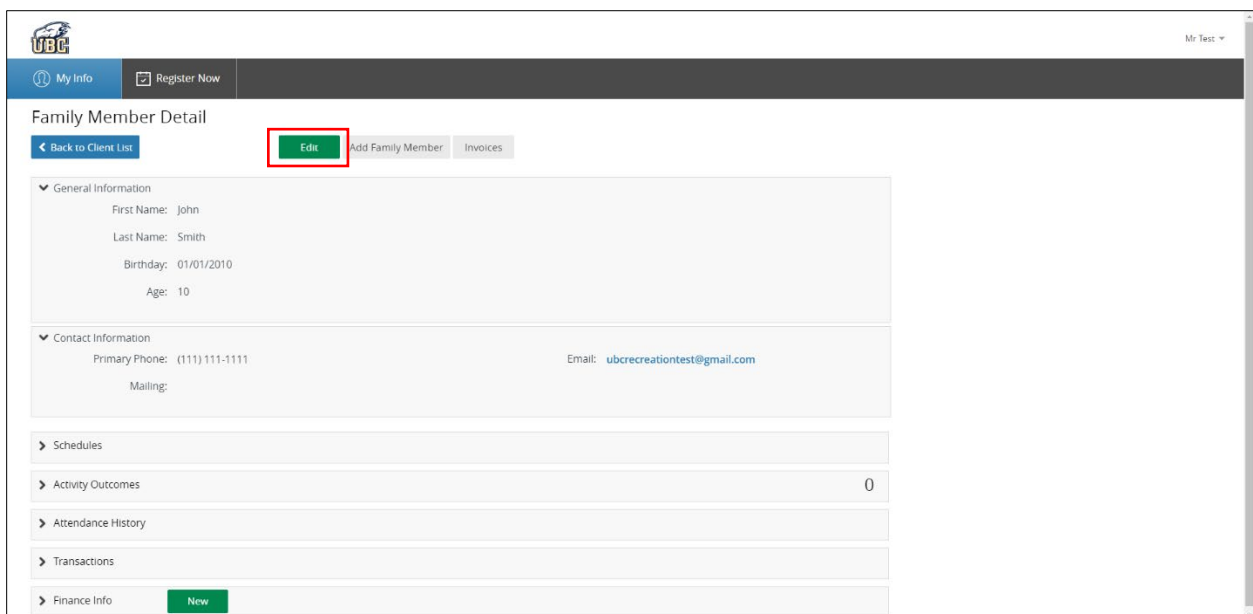 UBC
Mr Test
My Info Register Now
Family Member Detail
Back to Client List Edit Add Family Member Invoices
General Information
First Name: John
Last Name: Smith
Birthday: 01/01/2010
Age: 10
Contact Information
Primary Phone: (111) 111-1111 Email: ubcrecreationtest@gmail.com
Mailing:
Schedules
Activity Outcomes 0
Attendance History
Transactions
Finance Info New